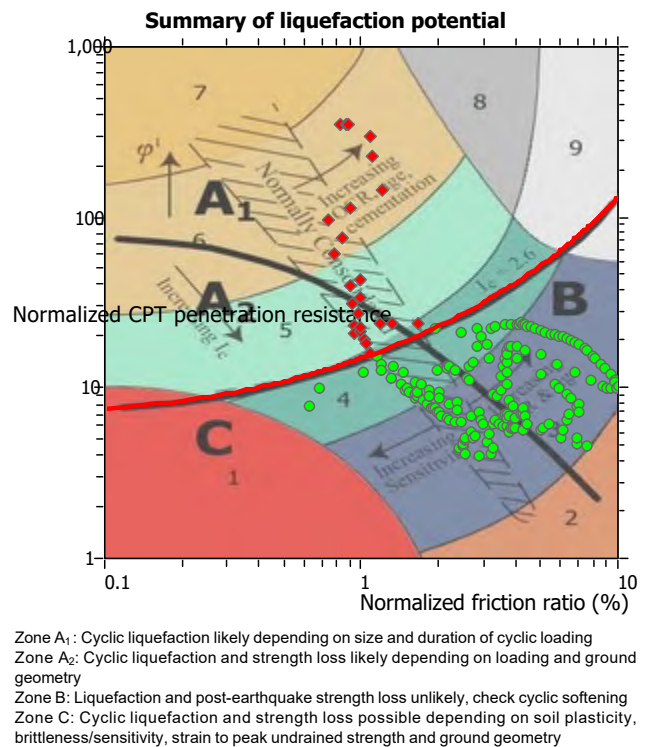 Summary of liquefaction potential
1,000
7
8
9
φ'
Increasing
OCR, age,
cementation
A1
Normally Consolidated
100
6
Ic = 2.6
A2
B
Normalized CPT penetration resistance
Increasing Ic
5
10
4
C
Increasing
Sensitivity
1
2
1
0.1
1
10
Normalized friction ratio (%)
Zone A1: Cyclic liquefaction likely depending on size and duration of cyclic loading
Zone A2: Cyclic liquefaction and strength loss likely depending on loading and ground
geometry
Zone B: Liquefaction and post-earthquake strength loss unlikely, check cyclic softening
Zone C: Cyclic liquefaction and strength loss possible depending on soil plasticity,
brittleness/sensitivity, strain to peak undrained strength and ground geometry